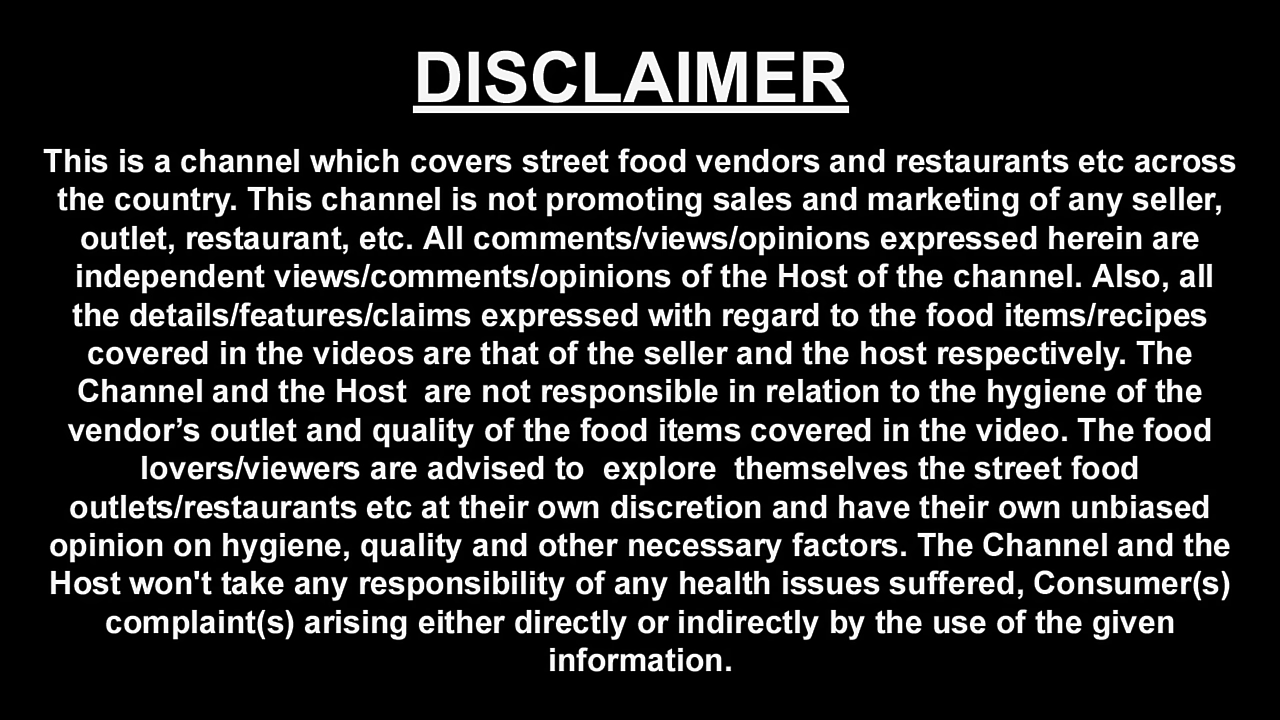 DISCLAIMER
This is a channel which covers street food vendors and restaurants etc across
the country. This channel is not promoting sales and marketing of any seller,
outlet, restaurant, etc. All comments/views/opinions expressed herein are
independent views/comments/opinions of the Host of the channel. Also, all
the details/features/claims expressed with regard to the food items/recipes
covered in the videos are that of the seller and the host respectively. The
Channel and the Host  are not responsible in relation to the hygiene of the
vendor’s outlet and quality of the food items covered in the video. The food
lovers/viewers are advised to  explore  themselves the street food
outlets/restaurants etc at their own discretion and have their own unbiased
opinion on hygiene, quality and other necessary factors. The Channel and the
Host won't take any responsibility of any health issues suffered, Consumer(s)
complaint(s) arising either directly or indirectly by the use of the given
information.